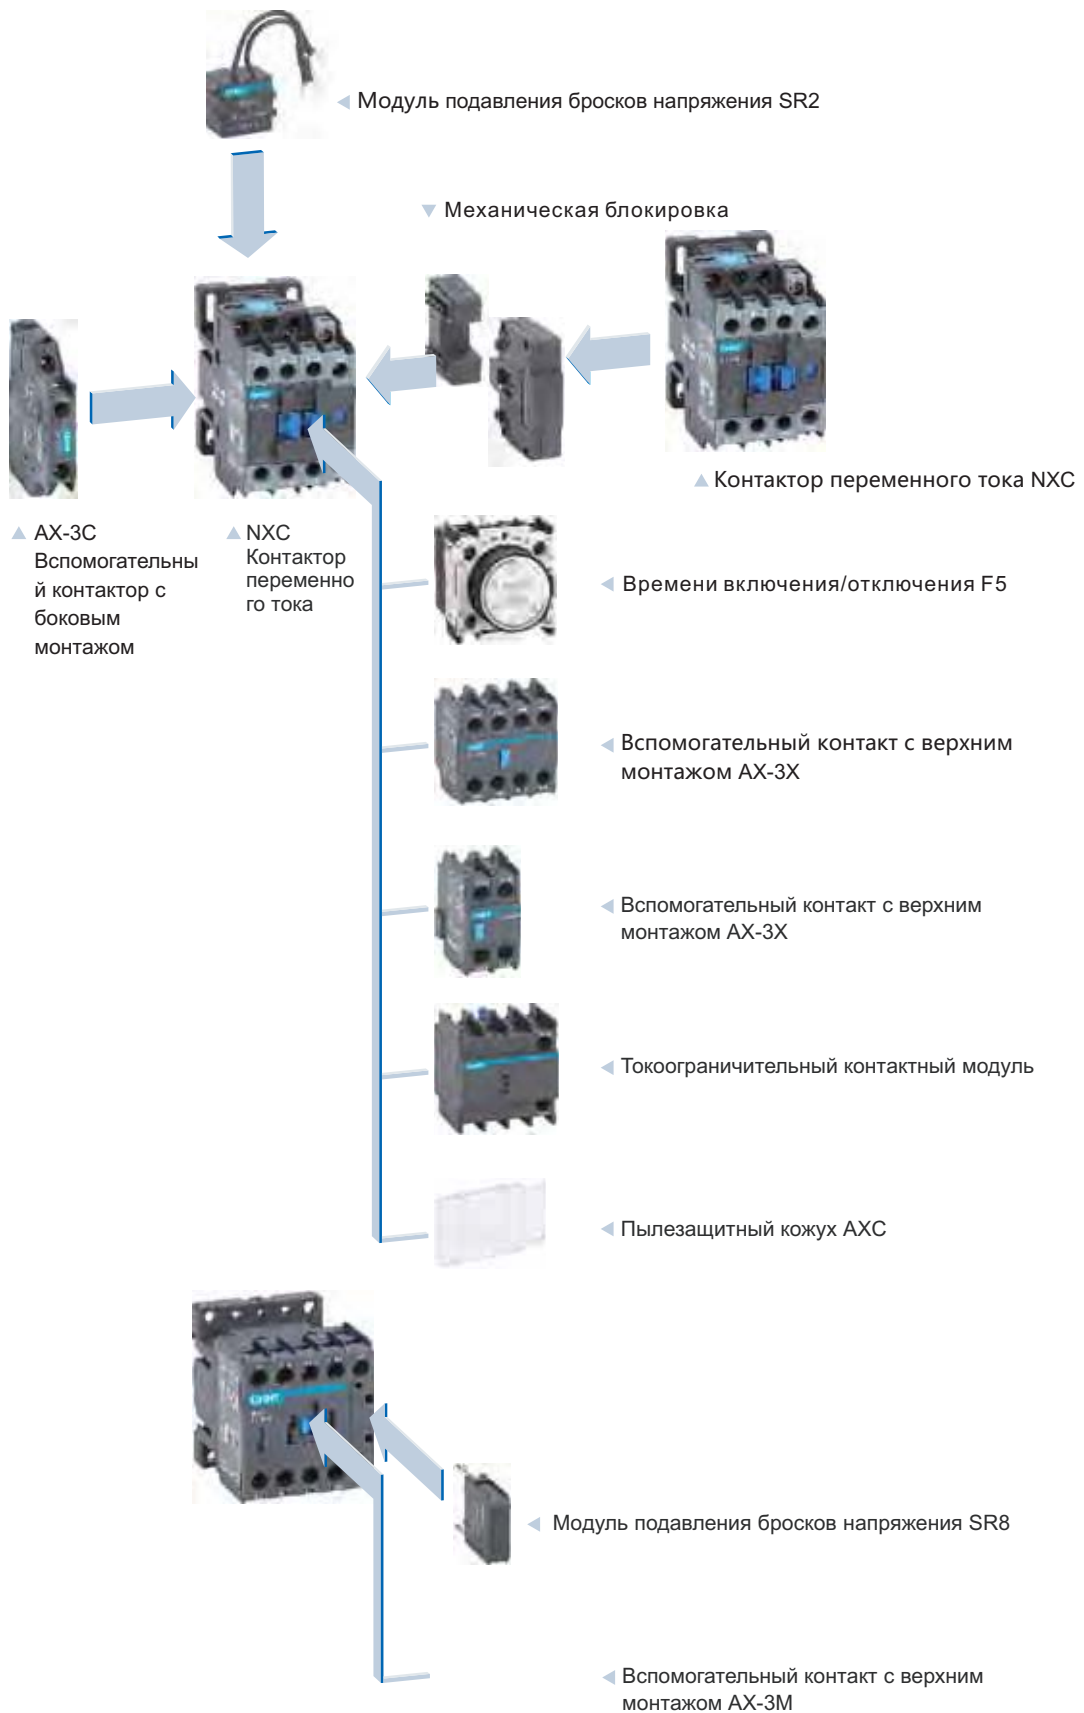 Модуль подавления бросков напряжения SR2
Механическая блокировка
Контактор переменного тока NXC
AX-3C
Вспомогательны
й контактор с
боковым
монтажом
NXC
Контактор
переменно
го тока
Времени включения/отключения F5
Вспомогательный контакт с верхним
монтажом AX-3X
Вспомогательный контакт с верхним
монтажом AX-3X
Токоограничительный контактный модуль
Пылезащитный кожух AXC
CHNT
Модуль подавления бросков напряжения SR8
Вспомогательный контакт с верхним
монтажом AX-3M